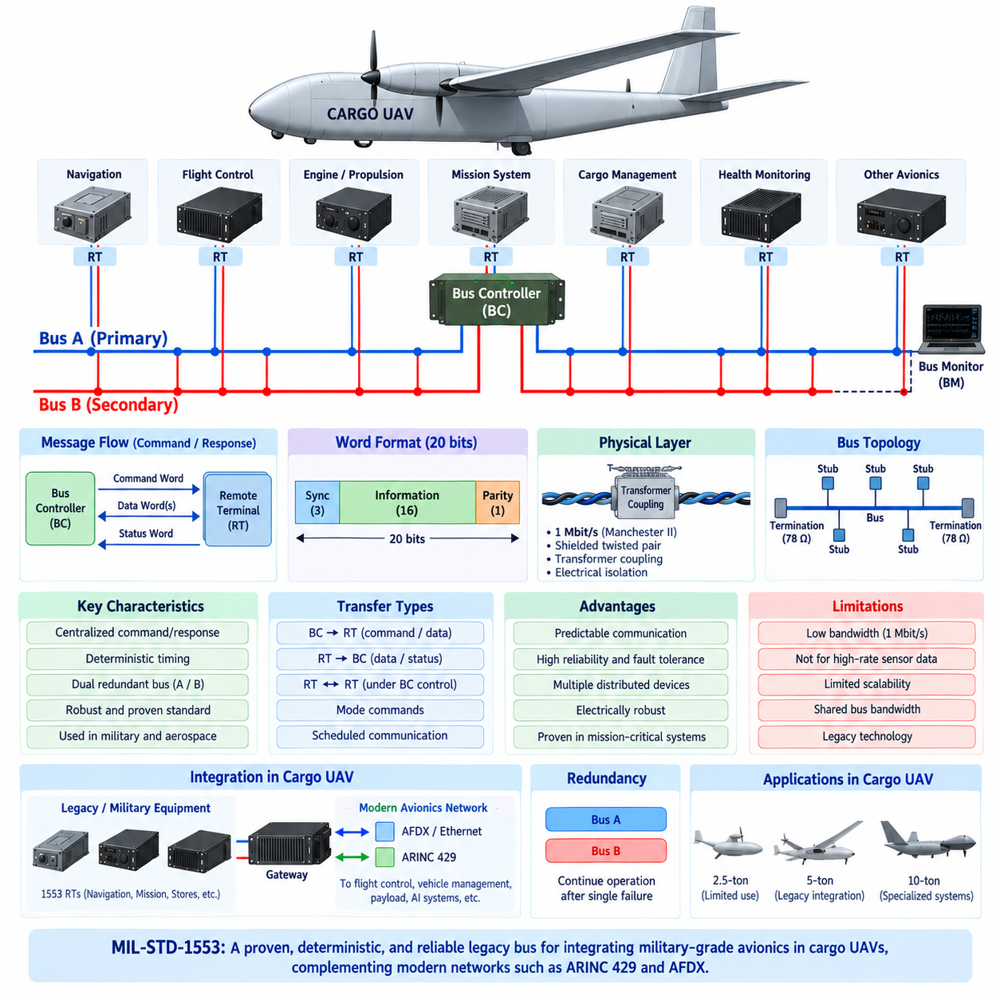 CARGO UAV
Navigation
Flight Control
Engine / Propulsion
Mission System
Cargo Management
Health Monitoring
Other Avionics
RT
RT
RT
RT
RT
RT
RT
Bus Controller
(BC)
Bus A (Primary)
Bus B (Secondary)
Bus Monitor
(BM)
Message Flow (Command / Response)
Bus
Controller
(BC)
Command Word
Data Word(s)
Status Word
Remote
Terminal
(RT)
Word Format (20 bits)
Sync
(3)
Information
(16)
Parity
(1)
20 bits
Physical Layer
Transformer
Coupling
• 1 Mbit/s (Manchester II)
• Shielded twisted pair
• Transformer coupling
• Electrical isolation
Bus Topology
Stub
Stub
Stub
Bus
Termination
(78 Ω)
Termination
(78 Ω)
Stub
Stub
Key Characteristics
Centralized command/response
Deterministic timing
Dual redundant bus (A / B)
Robust and proven standard
Used in military and aerospace
Transfer Types
BC → RT (command / data)
RT → BC (data / status)
RT ↔ RT (under BC control)
Mode commands
Scheduled communication
Advantages
Predictable communication
High reliability and fault tolerance
Multiple distributed devices
Electrically robust
Proven in mission-critical systems
Limitations
Low bandwidth (1 Mbit/s)
Not for high-rate sensor data
Limited scalability
Shared bus bandwidth
Legacy technology
Integration in Cargo UAV
Legacy / Military Equipment
1553 RTs (Navigation, Mission, Stores, etc.)
Gateway
Modern Avionics Network
AFDX / Ethernet
ARINC 429
To flight control, vehicle management,
payload, AI systems, etc.
Redundancy
Bus A
Bus B
Continue operation
after single failure
Applications in Cargo UAV
2.5-ton
(Limited use)
5-ton
(Legacy integration)
10-ton
(Specialized systems)
MIL-STD-1553: A proven, deterministic, and reliable legacy bus for integrating military-grade avionics in cargo UAVs,
complementing modern networks such as ARINC 429 and AFDX.